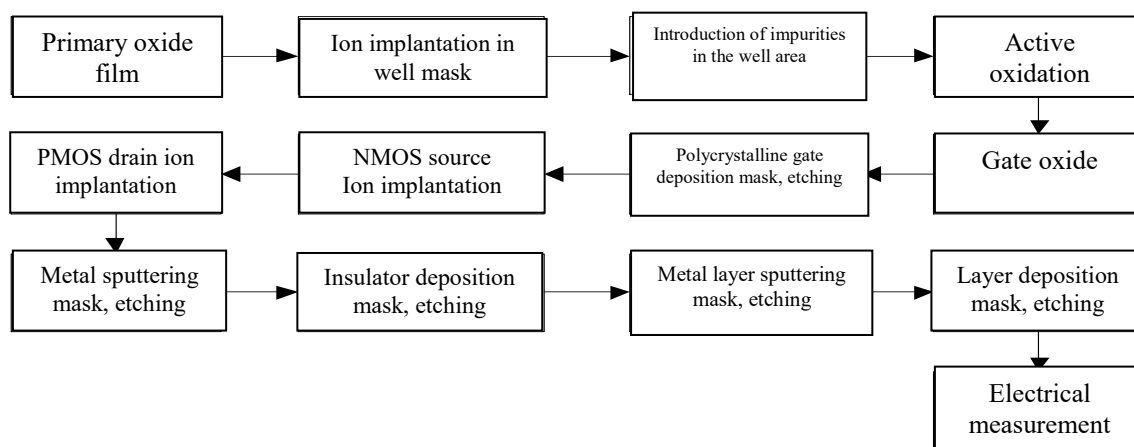 Primary oxide
film
Ion implantation in
well mask
Introduction of impurities
in the well area
Active
oxidation
Gate oxide
Polycrystalline gate
deposition mask, etching
NMOS source
Ion implantation
PMOS drain ion
implantation
Metal sputtering
mask, etching
Insulator deposition
mask, etching
Metal layer sputtering
mask, etching
Layer deposition
mask, etching
Electrical
measurement